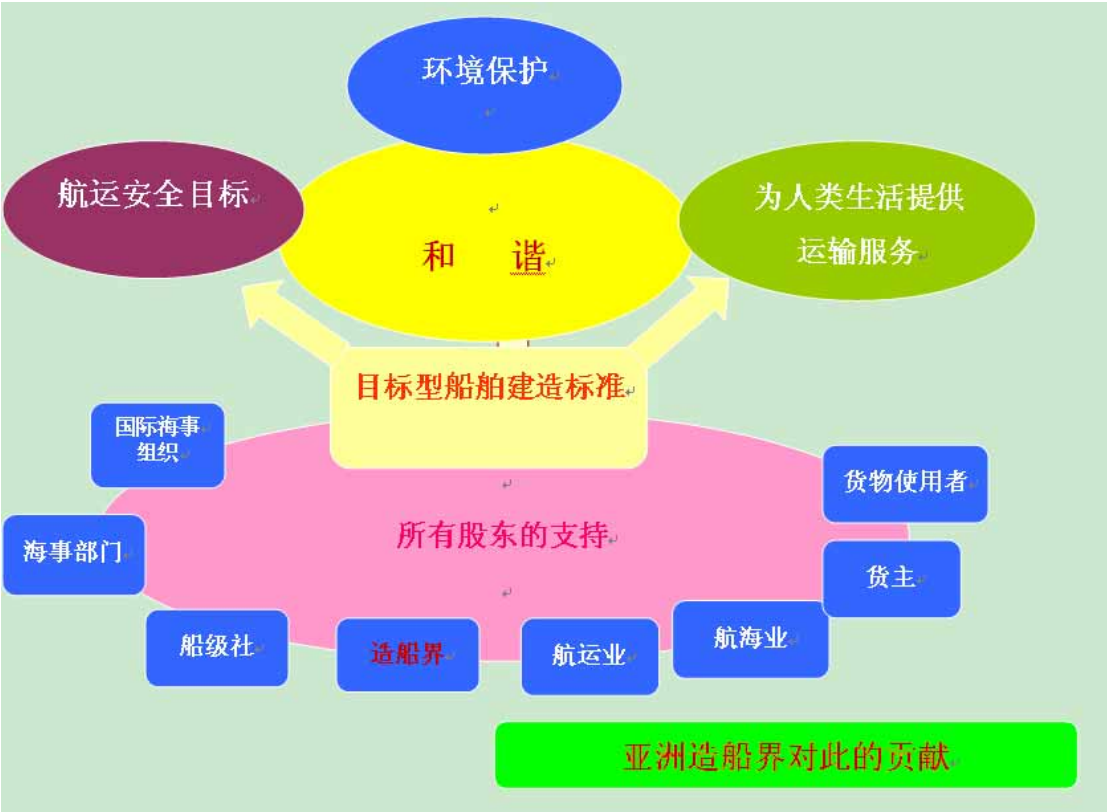 环境保护
航运安全目标
为人类生活提供
运输服务
和 谐
目标型船舶建造标准
国际海事
组织
货物使用者
所有股东的支持
海事部门
货主
船级社
造船界
航运业
航海业
亚洲造船界对此的贡献